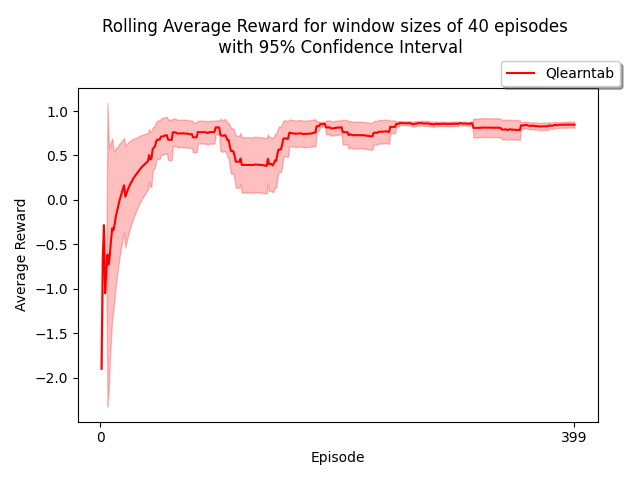 Rolling Average Reward for window sizes of 40 episodes
with 95% Confidence Interval
Qlearntab
1.0
0.5
0.0
−0.5
−1.0
−1.5
−2.0
Average Reward
0
399
Episode